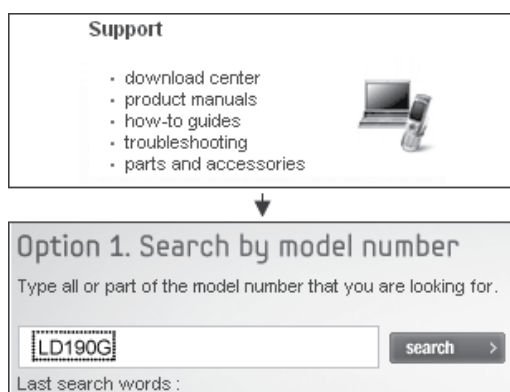 Support
• download center
• product manuals
• how-to guides
• troubleshooting
• parts and accessories
Option 1. Search by model number
Type all or part of the model number that you are looking for.
LD190G
search >
Last search words :